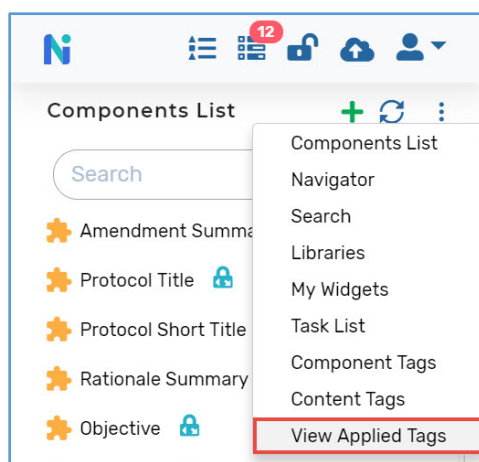 12
Components List
Search
Amendment Summa
Protocol Title
Protocol Short Title
Rationale Summary
Objective
Components List
Navigator
Search
Libraries
My Widgets
Task List
Component Tags
Content Tags
View Applied Tags